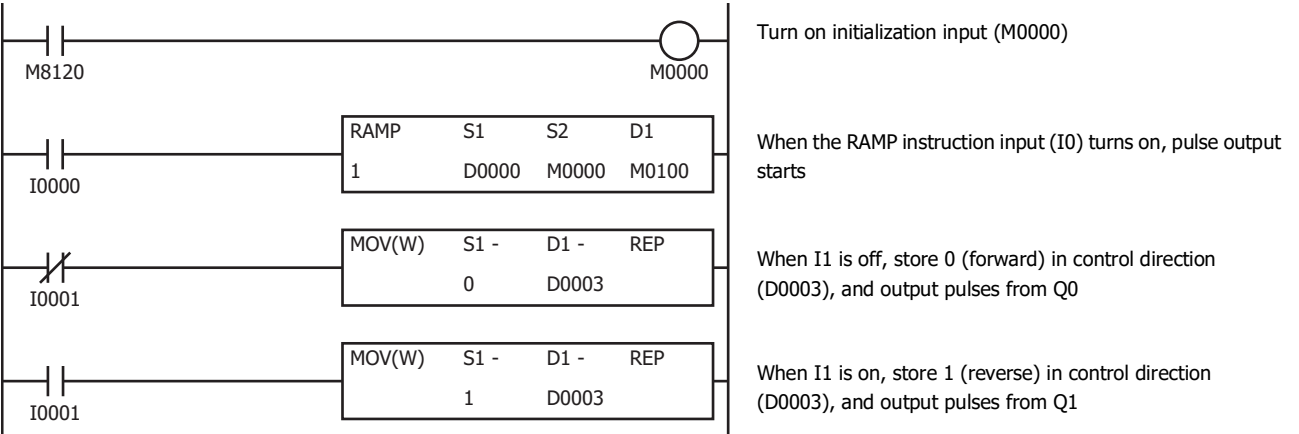 M8120
M0000
Turn on initialization input (M0000)
RAMP S1 S2 D1
1 D0000 M0000 M0100
I0000
When the RAMP instruction input (I0) turns on, pulse output
starts
MOV(W) S1 - D1 - REP
0 D0003
I0001
When I1 is off, store 0 (forward) in control direction
(D0003), and output pulses from Q0
MOV(W) S1 - D1 - REP
1 D0003
I0001
When I1 is on, store 1 (reverse) in control direction
(D0003), and output pulses from Q1